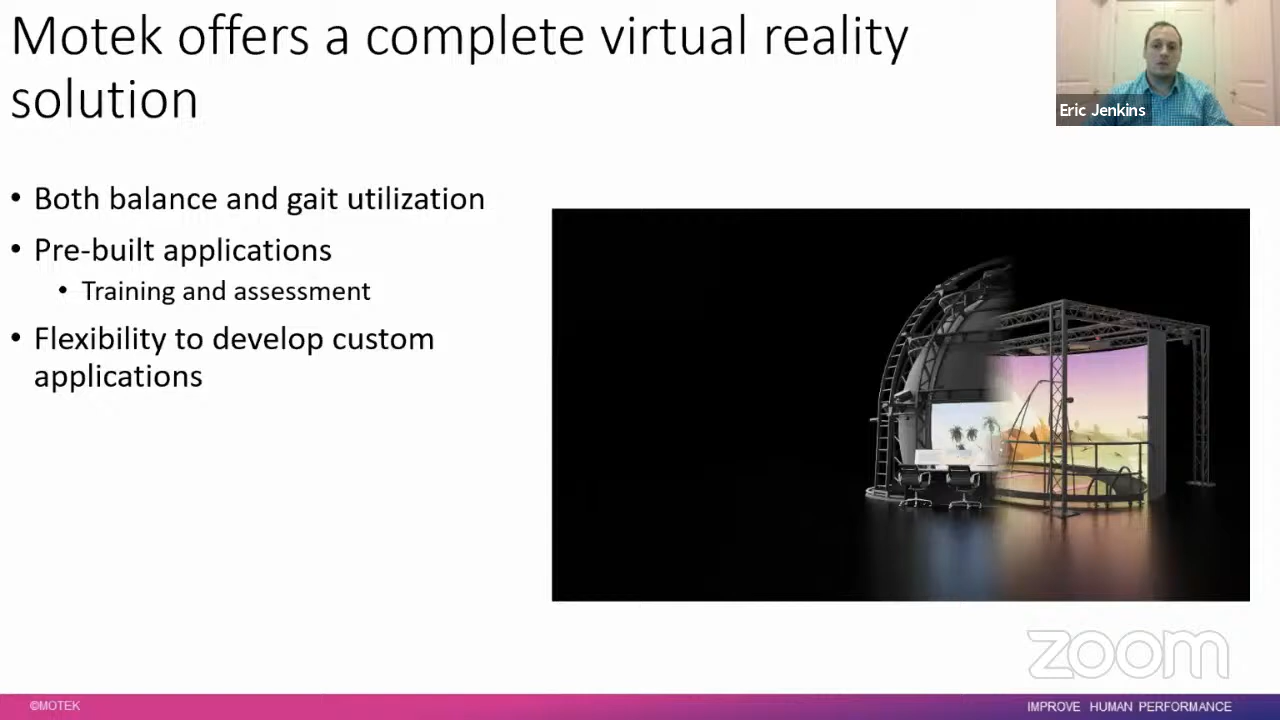 Motek offers a complete virtual reality
solution
Eric Jenkins
• Both balance and gait utilization
• Pre-built applications
• Training and assessment
• Flexibility to develop custom
applications
zoom
©MOTEK
IMPROVE HUMAN PERFORMANCE